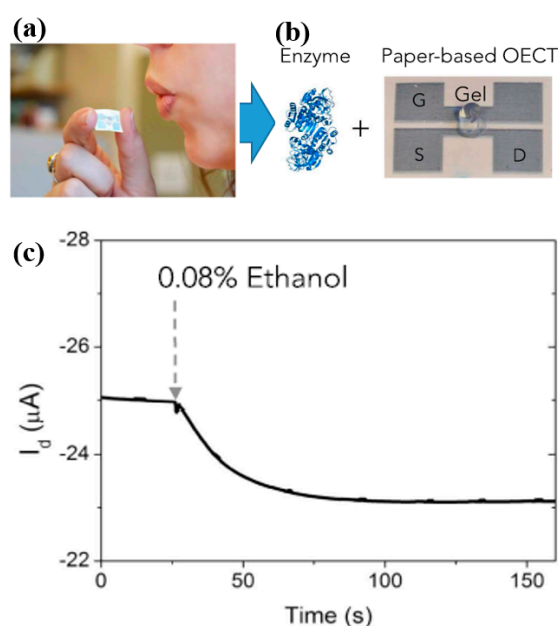 (a)
(b)
Enzyme
Paper-based OECT
+
G
Gel
S
D
(c)
0.08% Ethanol
-28
-26
-24
-22
I_d (μA)
0
50
100
150
Time (s)